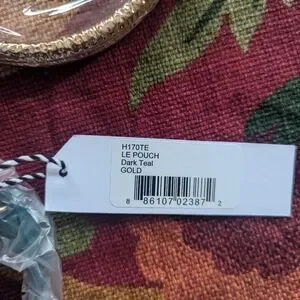 H170TE
LE POUCH
Dark Teal
GOLD
8 86107 02387 2